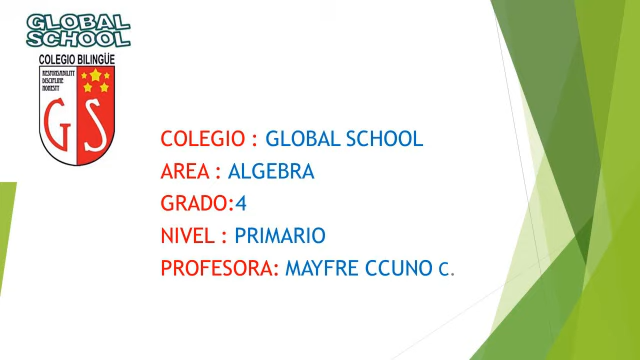 GLOBAL
SCHOOL
COLEGIO BILINGÜE
RESPONSABILITY
DISCIPLINE
HONESTY
G S
COLEGIO : GLOBAL SCHOOL
AREA : ALGEBRA
GRADO:4
NIVEL : PRIMARIO
PROFESORA: MAYFRE CCUNO C.